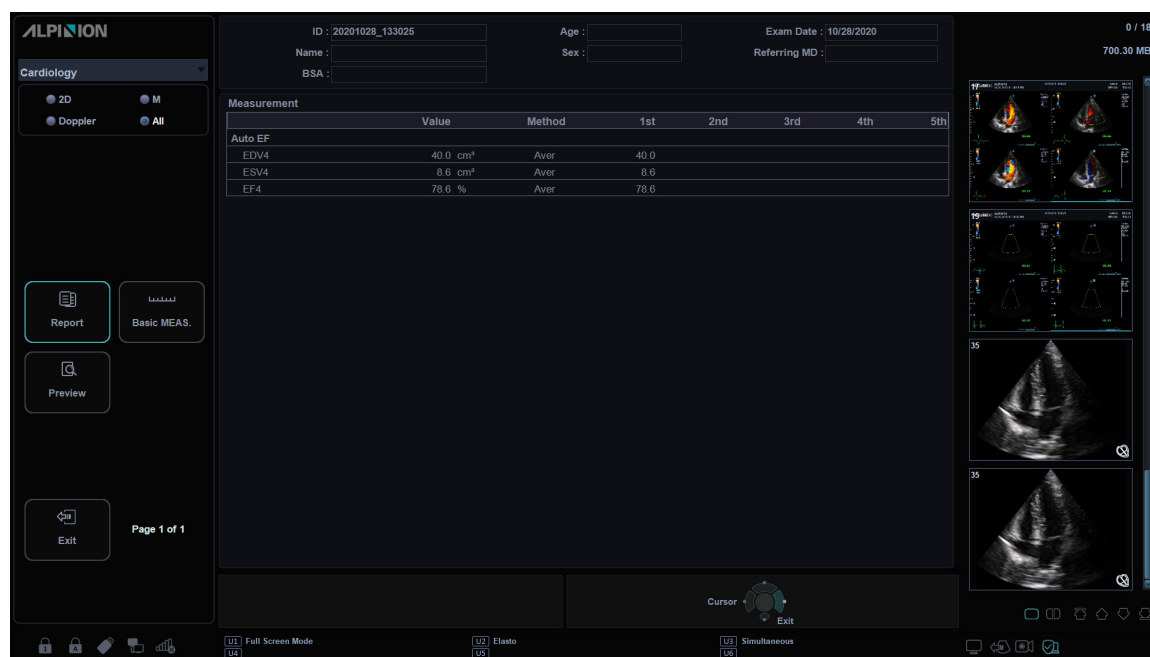 ALPINION
Cardiology
2D
M
Doppler
All
Report
Basic MEAS.
Preview
Exit
Page 1 of 1
ID : 20201028_133025
Age :
Exam Date : 10/28/2020
Name :
Sex :
Referring MD :
BSA :
Measurement
Value Method 1st 2nd 3rd 4th 5th
Auto EF
EDV4 40.0 cm³ Aver 40.0
ESV4 8.6 cm³ Aver 8.6
EF4 78.6 % Aver 78.6
Cursor
Exit
U1 Full Screen Mode
U2 Elasto
U3 Simultaneous
U4
U5
U6
0 / 18
700.30 MB
17
19
35
35